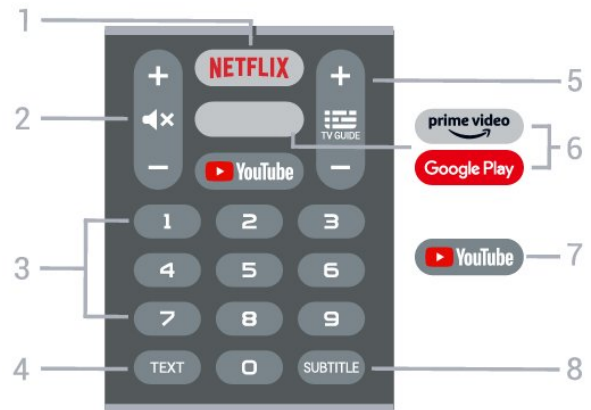 1
NETFLIX
+
+
5
2
prime video
6
TV GUIDE
Google Play
−
YouTube
−
1
2
3
3
YouTube
7
4
5
6
7
8
9
4
TEXT
0
SUBTITLE
8